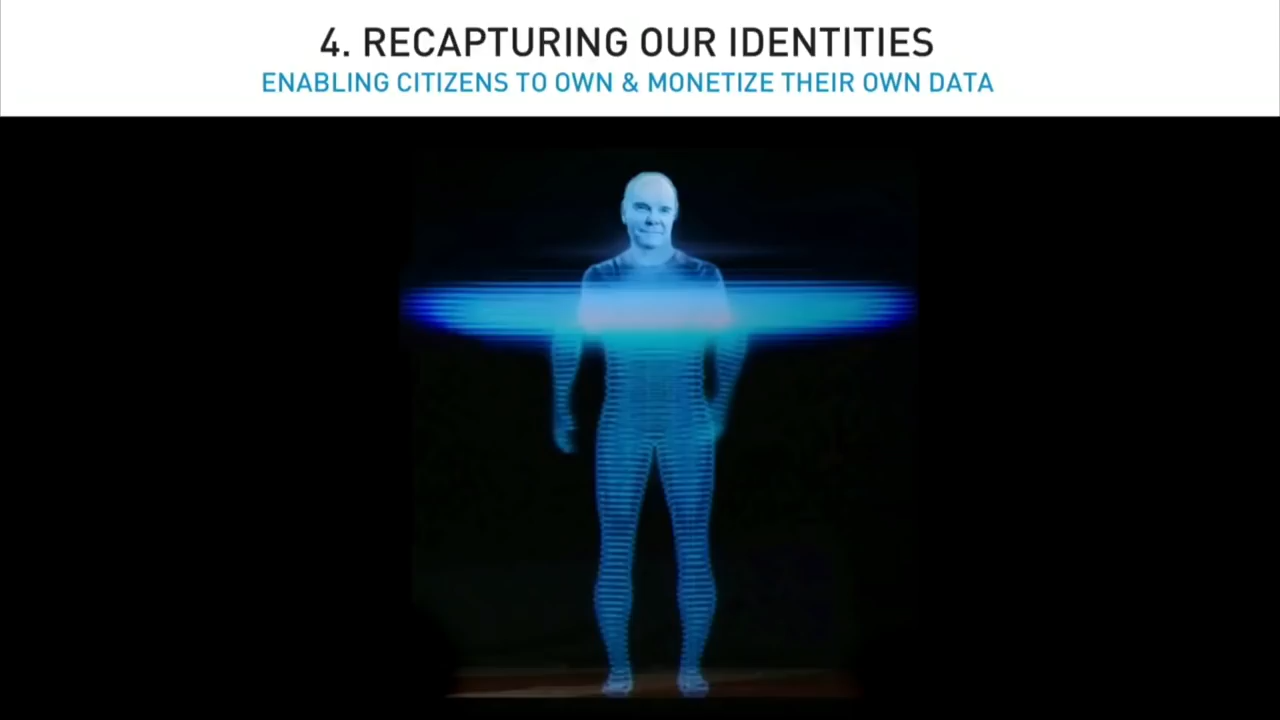 4. RECAPTURING OUR IDENTITIES
ENABLING CITIZENS TO OWN & MONETIZE THEIR OWN DATA